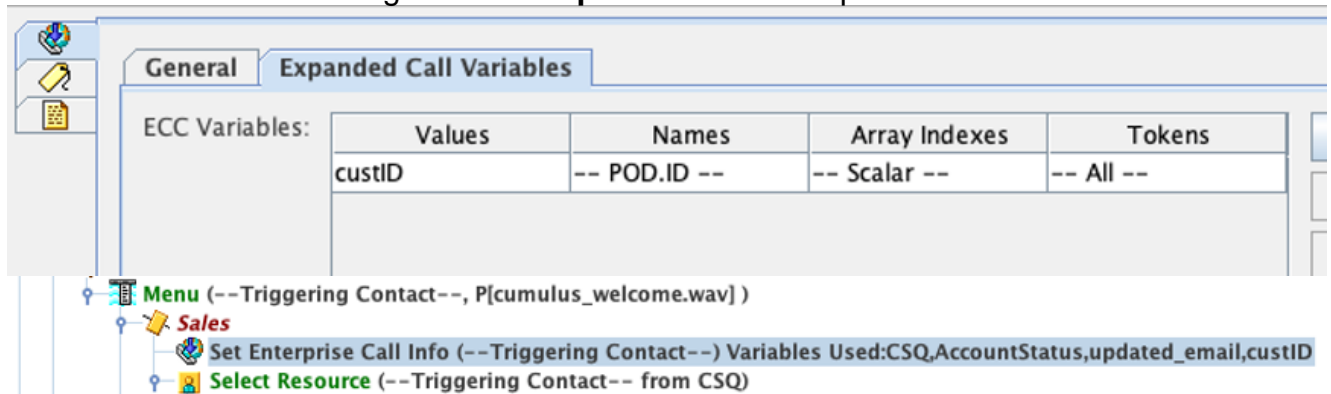 General Expanded Call Variables
ECC Variables: Values Names Array Indexes Tokens
custID -- POD.ID -- -- Scalar -- -- All --
Menu (--Triggering Contact--, P[cumulus_welcome.wav] )
Sales
Set Enterprise Call Info (--Triggering Contact--) Variables Used:CSQ,AccountStatus,updated_email,custID
Select Resource (--Triggering Contact-- from CSQ)